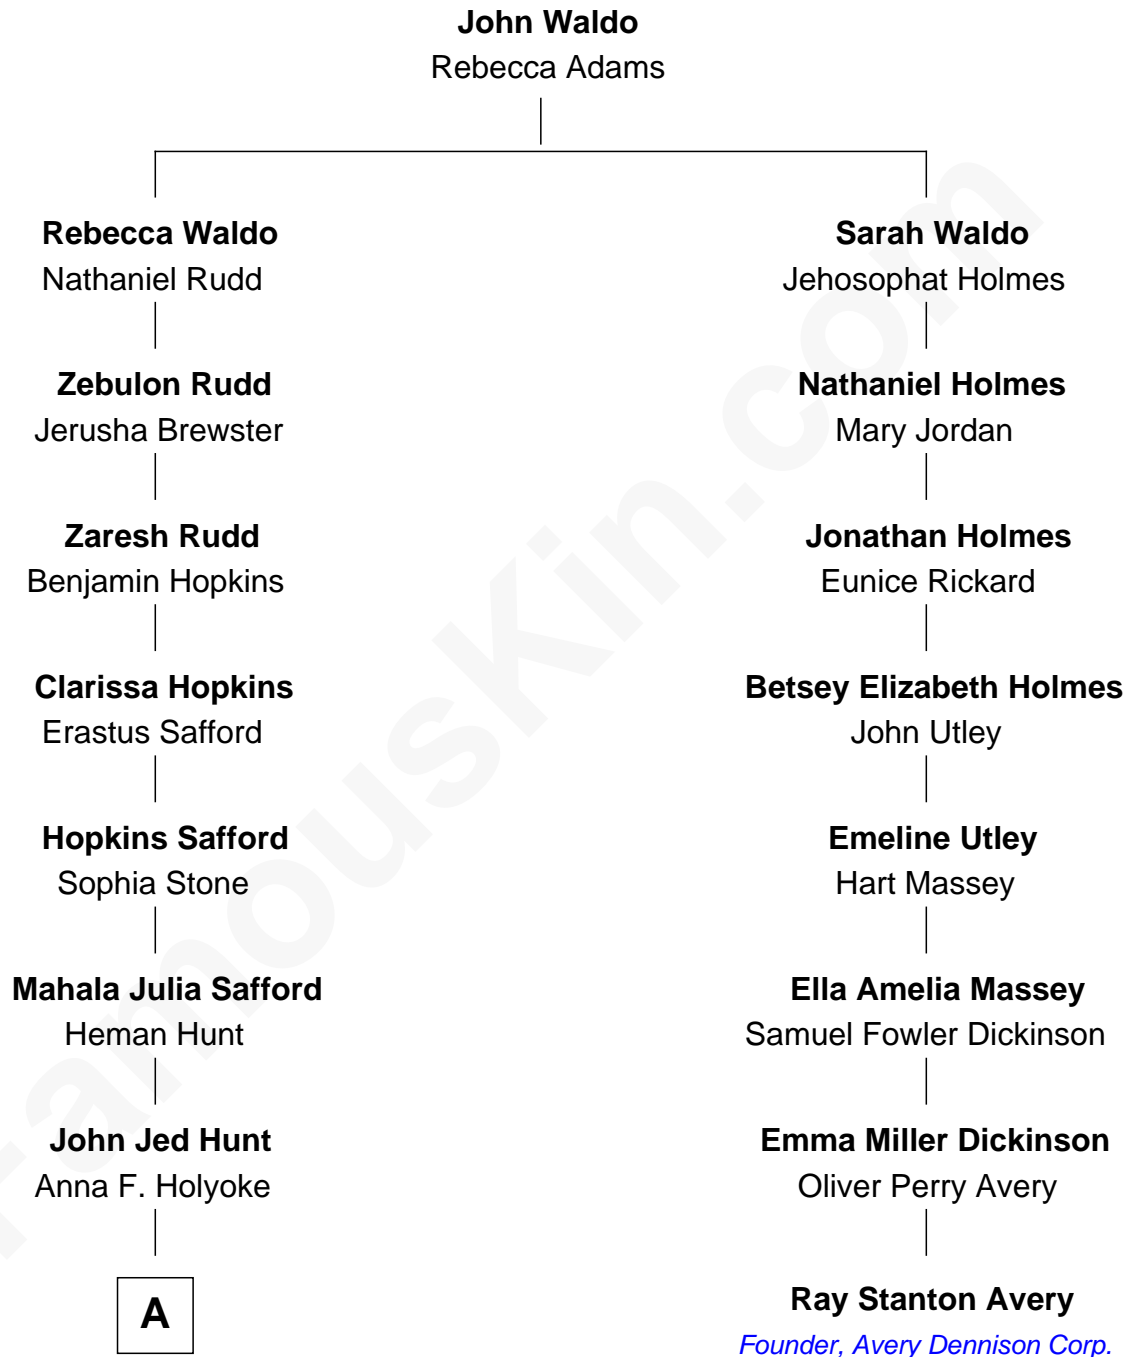 John Waldo
Rebecca Adams
Rebecca Waldo
Nathaniel Rudd
Sarah Waldo
Jehosophat Holmes
Zebulon Rudd
Jerusha Brewster
Nathaniel Holmes
Mary Jordan
Zaresh Rudd
Benjamin Hopkins
Jonathan Holmes
Eunice Rickard
Clarissa Hopkins
Erastus Safford
Betsey Elizabeth Holmes
John Utley
Hopkins Safford
Sophia Stone
Emeline Utley
Hart Massey
Mahala Julia Safford
Heman Hunt
Ella Amelia Massey
Samuel Fowler Dickinson
John Jed Hunt
Anna F. Holyoke
Emma Miller Dickinson
Oliver Perry Avery
A
Ray Stanton Avery
Founder, Avery Dennison Corp.
FamousKin.com